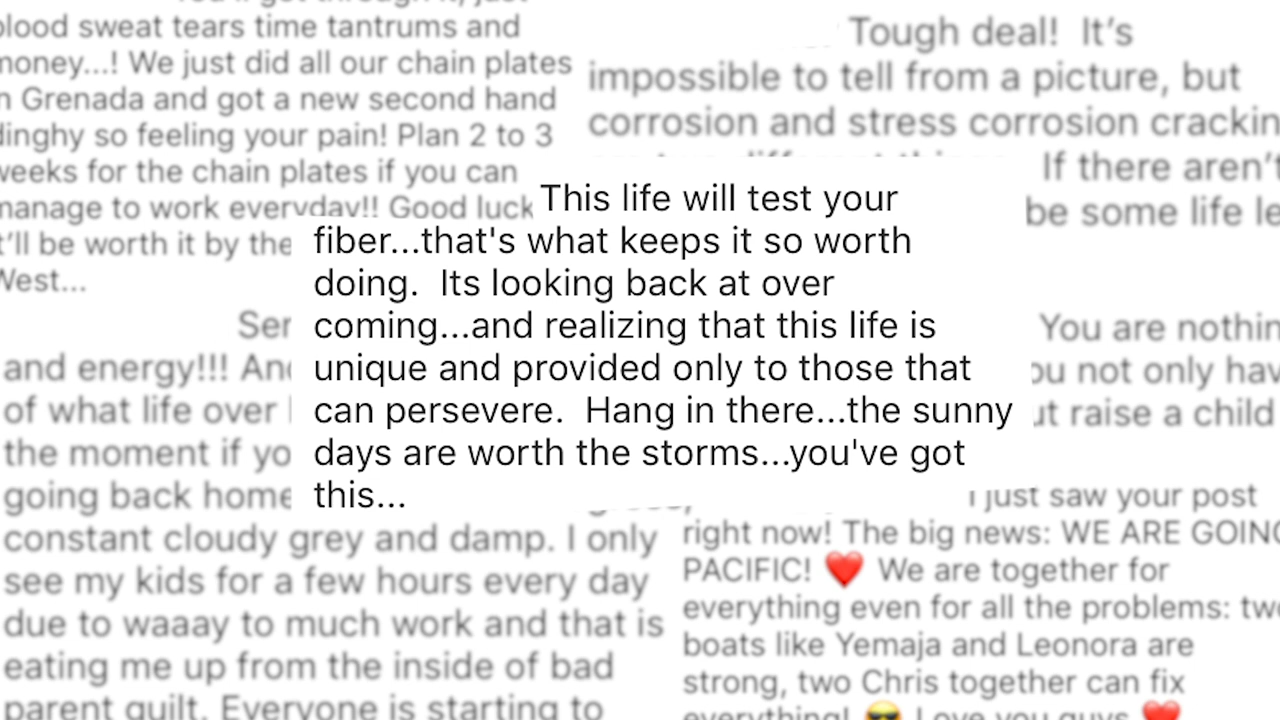 blood sweat tears time tantrums and
money...! We just did all our chain plates
in Grenada and got a new second hand
dinghy so feeling your pain! Plan 2 to 3
weeks for the chain plates if you can
manage to work everyday!! Good luck
it’ll be worth it by the
West...
Tough deal!  It’s
impossible to tell from a picture, but
corrosion and stress corrosion crackin
If there aren’t
be some life le
This life will test your
fiber...that's what keeps it so worth
doing.  Its looking back at over
coming...and realizing that this life is
unique and provided only to those that
can persevere.  Hang in there...the sunny
days are worth the storms...you've got
this...
Ser
and energy!!! And
of what life over
the moment if yo
going back home
constant cloudy grey and damp. I only
see my kids for a few hours every day
due to waaay to much work and that is
eating me up from the inside of bad
parent guilt. Everyone is starting to
You are nothin
ou not only hav
ut raise a child
I just saw your post
right now! The big news: WE ARE GOING
PACIFIC! ❤️ We are together for
everything even for all the problems: two
boats like Yemaja and Leonora are
strong, two Chris together can fix
everything! 😎 Love you guys ❤️